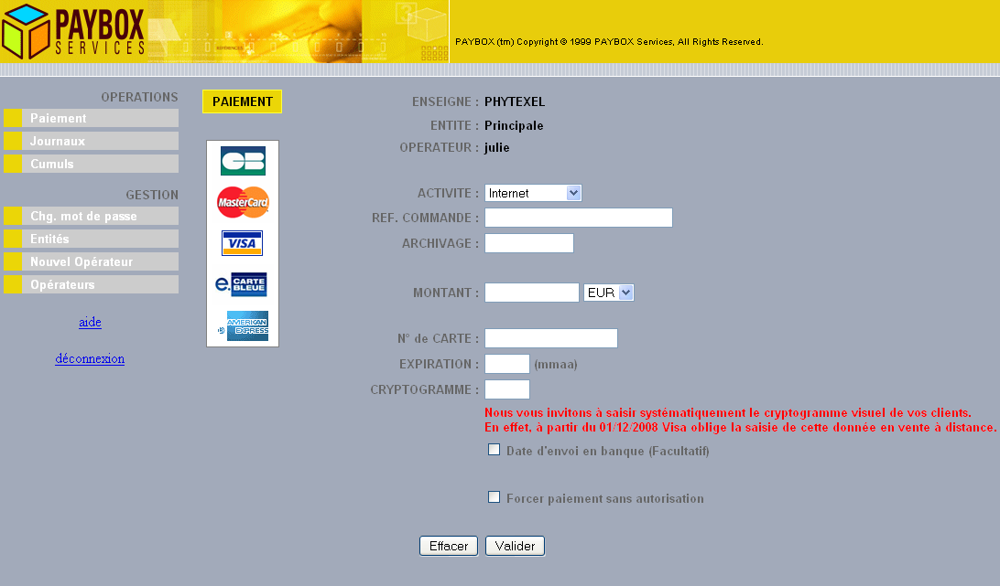 PAYBOX
SERVICES
3
RÉFÉRENCES
PAYBOX (tm) Copyright © 1999 PAYBOX Services, All Rights Reserved.
OPERATIONS
Paiement
Journaux
Cumuls
GESTION
Chg. mot de passe
Entités
Nouvel Opérateur
Opérateurs
aide
déconnexion
PAIEMENT
CB
MasterCard
VISA
e. CARTE BLEUE
AMERICAN EXPRESS
ENSEIGNE : PHYTEXEL
ENTITE : Principale
OPERATEUR : julie
ACTIVITE : Internet
REF. COMMANDE :
ARCHIVAGE :
MONTANT : EUR
N° de CARTE :
EXPIRATION : (mmaa)
CRYPTOGRAMME :
Nous vous invitons à saisir systématiquement le cryptogramme visuel de vos clients.
En effet, à partir du 01/12/2008 Visa oblige la saisie de cette donnée en vente à distance.
Date d'envoi en banque (Facultatif)
Forcer paiement sans autorisation
Effacer Valider